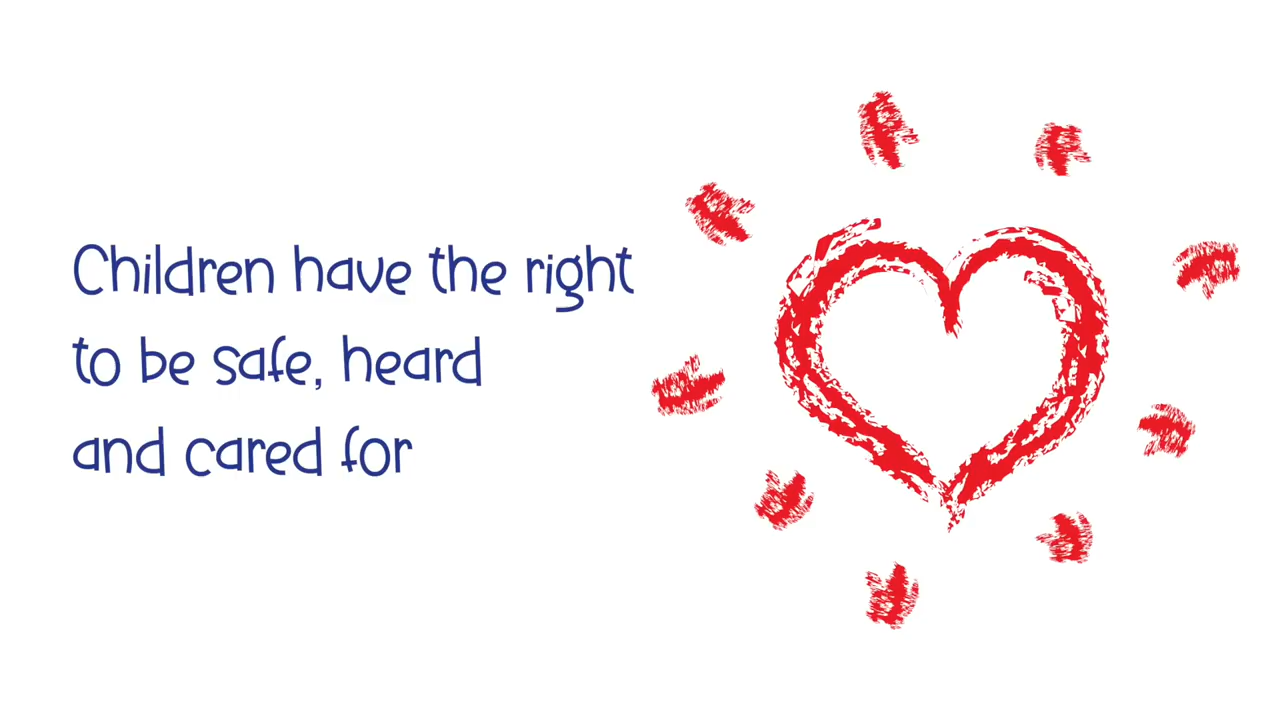 Children have the right
to be safe, heard
and cared for